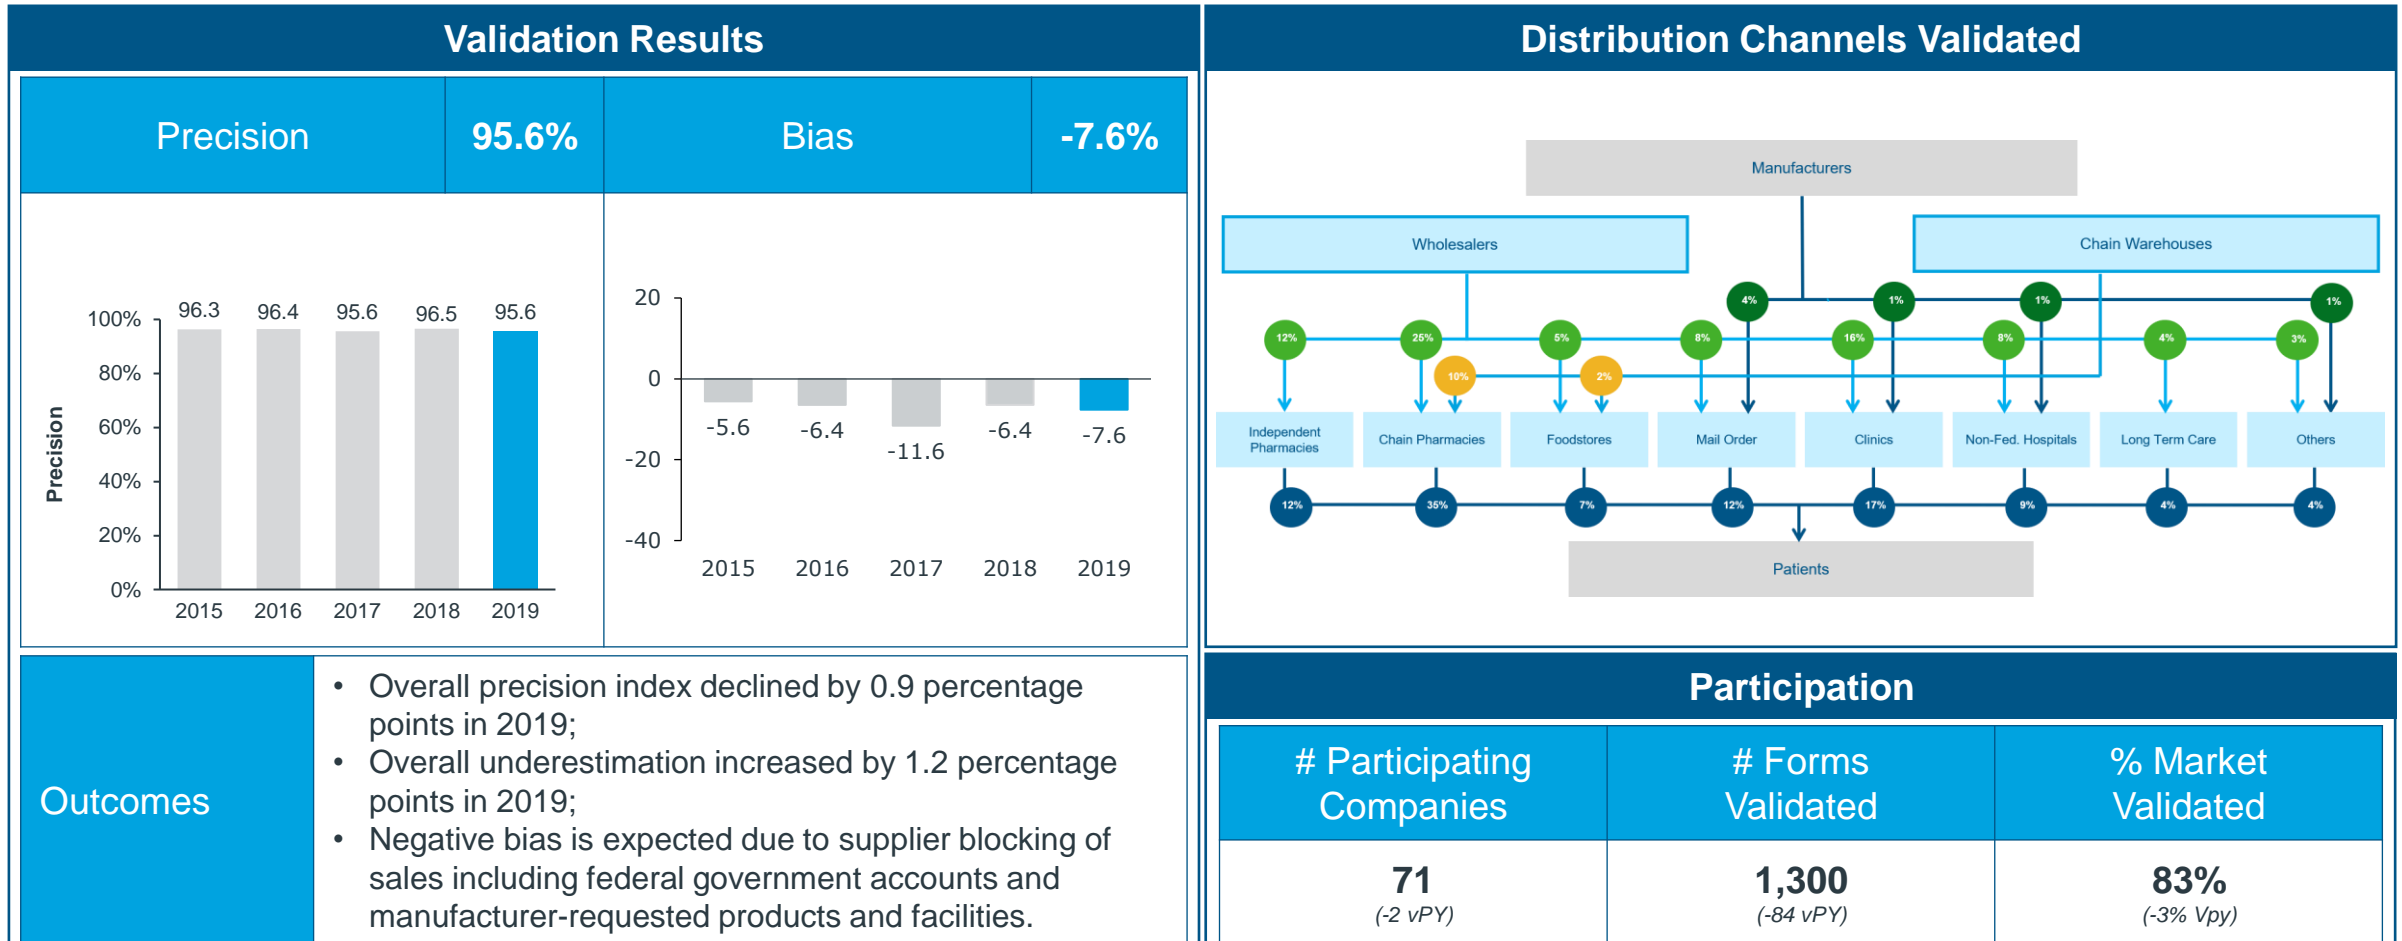 Validation Results
Precision
95.6%
Bias
-7.6%
Precision
100%
80%
60%
40%
20%
0%
96.3
96.4
95.6
96.5
95.6
2015
2016
2017
2018
2019
20
0
-20
-40
-5.6
-6.4
-11.6
-6.4
-7.6
2015
2016
2017
2018
2019
Outcomes
• Overall precision index declined by 0.9 percentage
points in 2019;
• Overall underestimation increased by 1.2 percentage
points in 2019;
• Negative bias is expected due to supplier blocking of
sales including federal government accounts and
manufacturer-requested products and facilities.
Distribution Channels Validated
Manufacturers
Wholesalers
Chain Warehouses
4%
1%
1%
1%
12%
25%
5%
8%
16%
8%
4%
3%
10%
2%
Independent
Pharmacies
Chain Pharmacies
Foodstores
Mail Order
Clinics
Non-Fed. Hospitals
Long Term Care
Others
12%
35%
7%
12%
17%
9%
4%
4%
Patients
Participation
# Participating
Companies
# Forms
Validated
% Market
Validated
71
(-2 vPY)
1,300
(-84 vPY)
83%
(-3% Vpy)